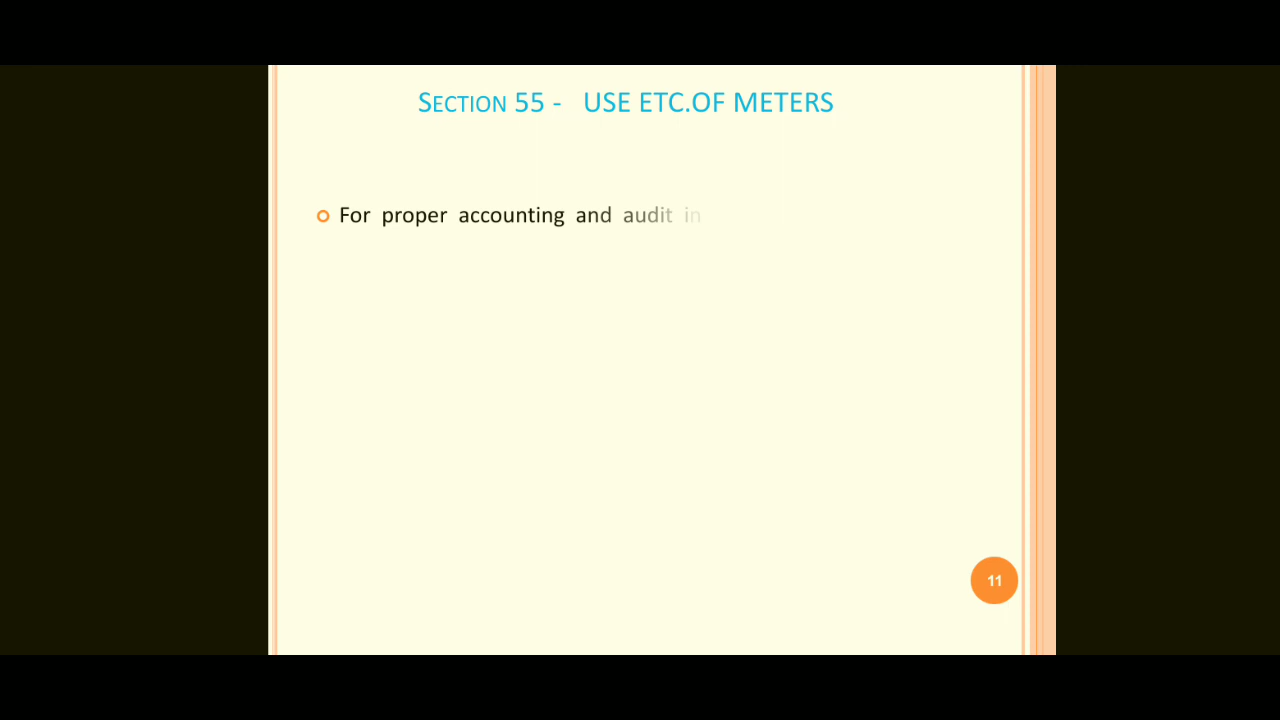 SECTION 55 - USE ETC.OF METERS
For proper accounting and audit in
11